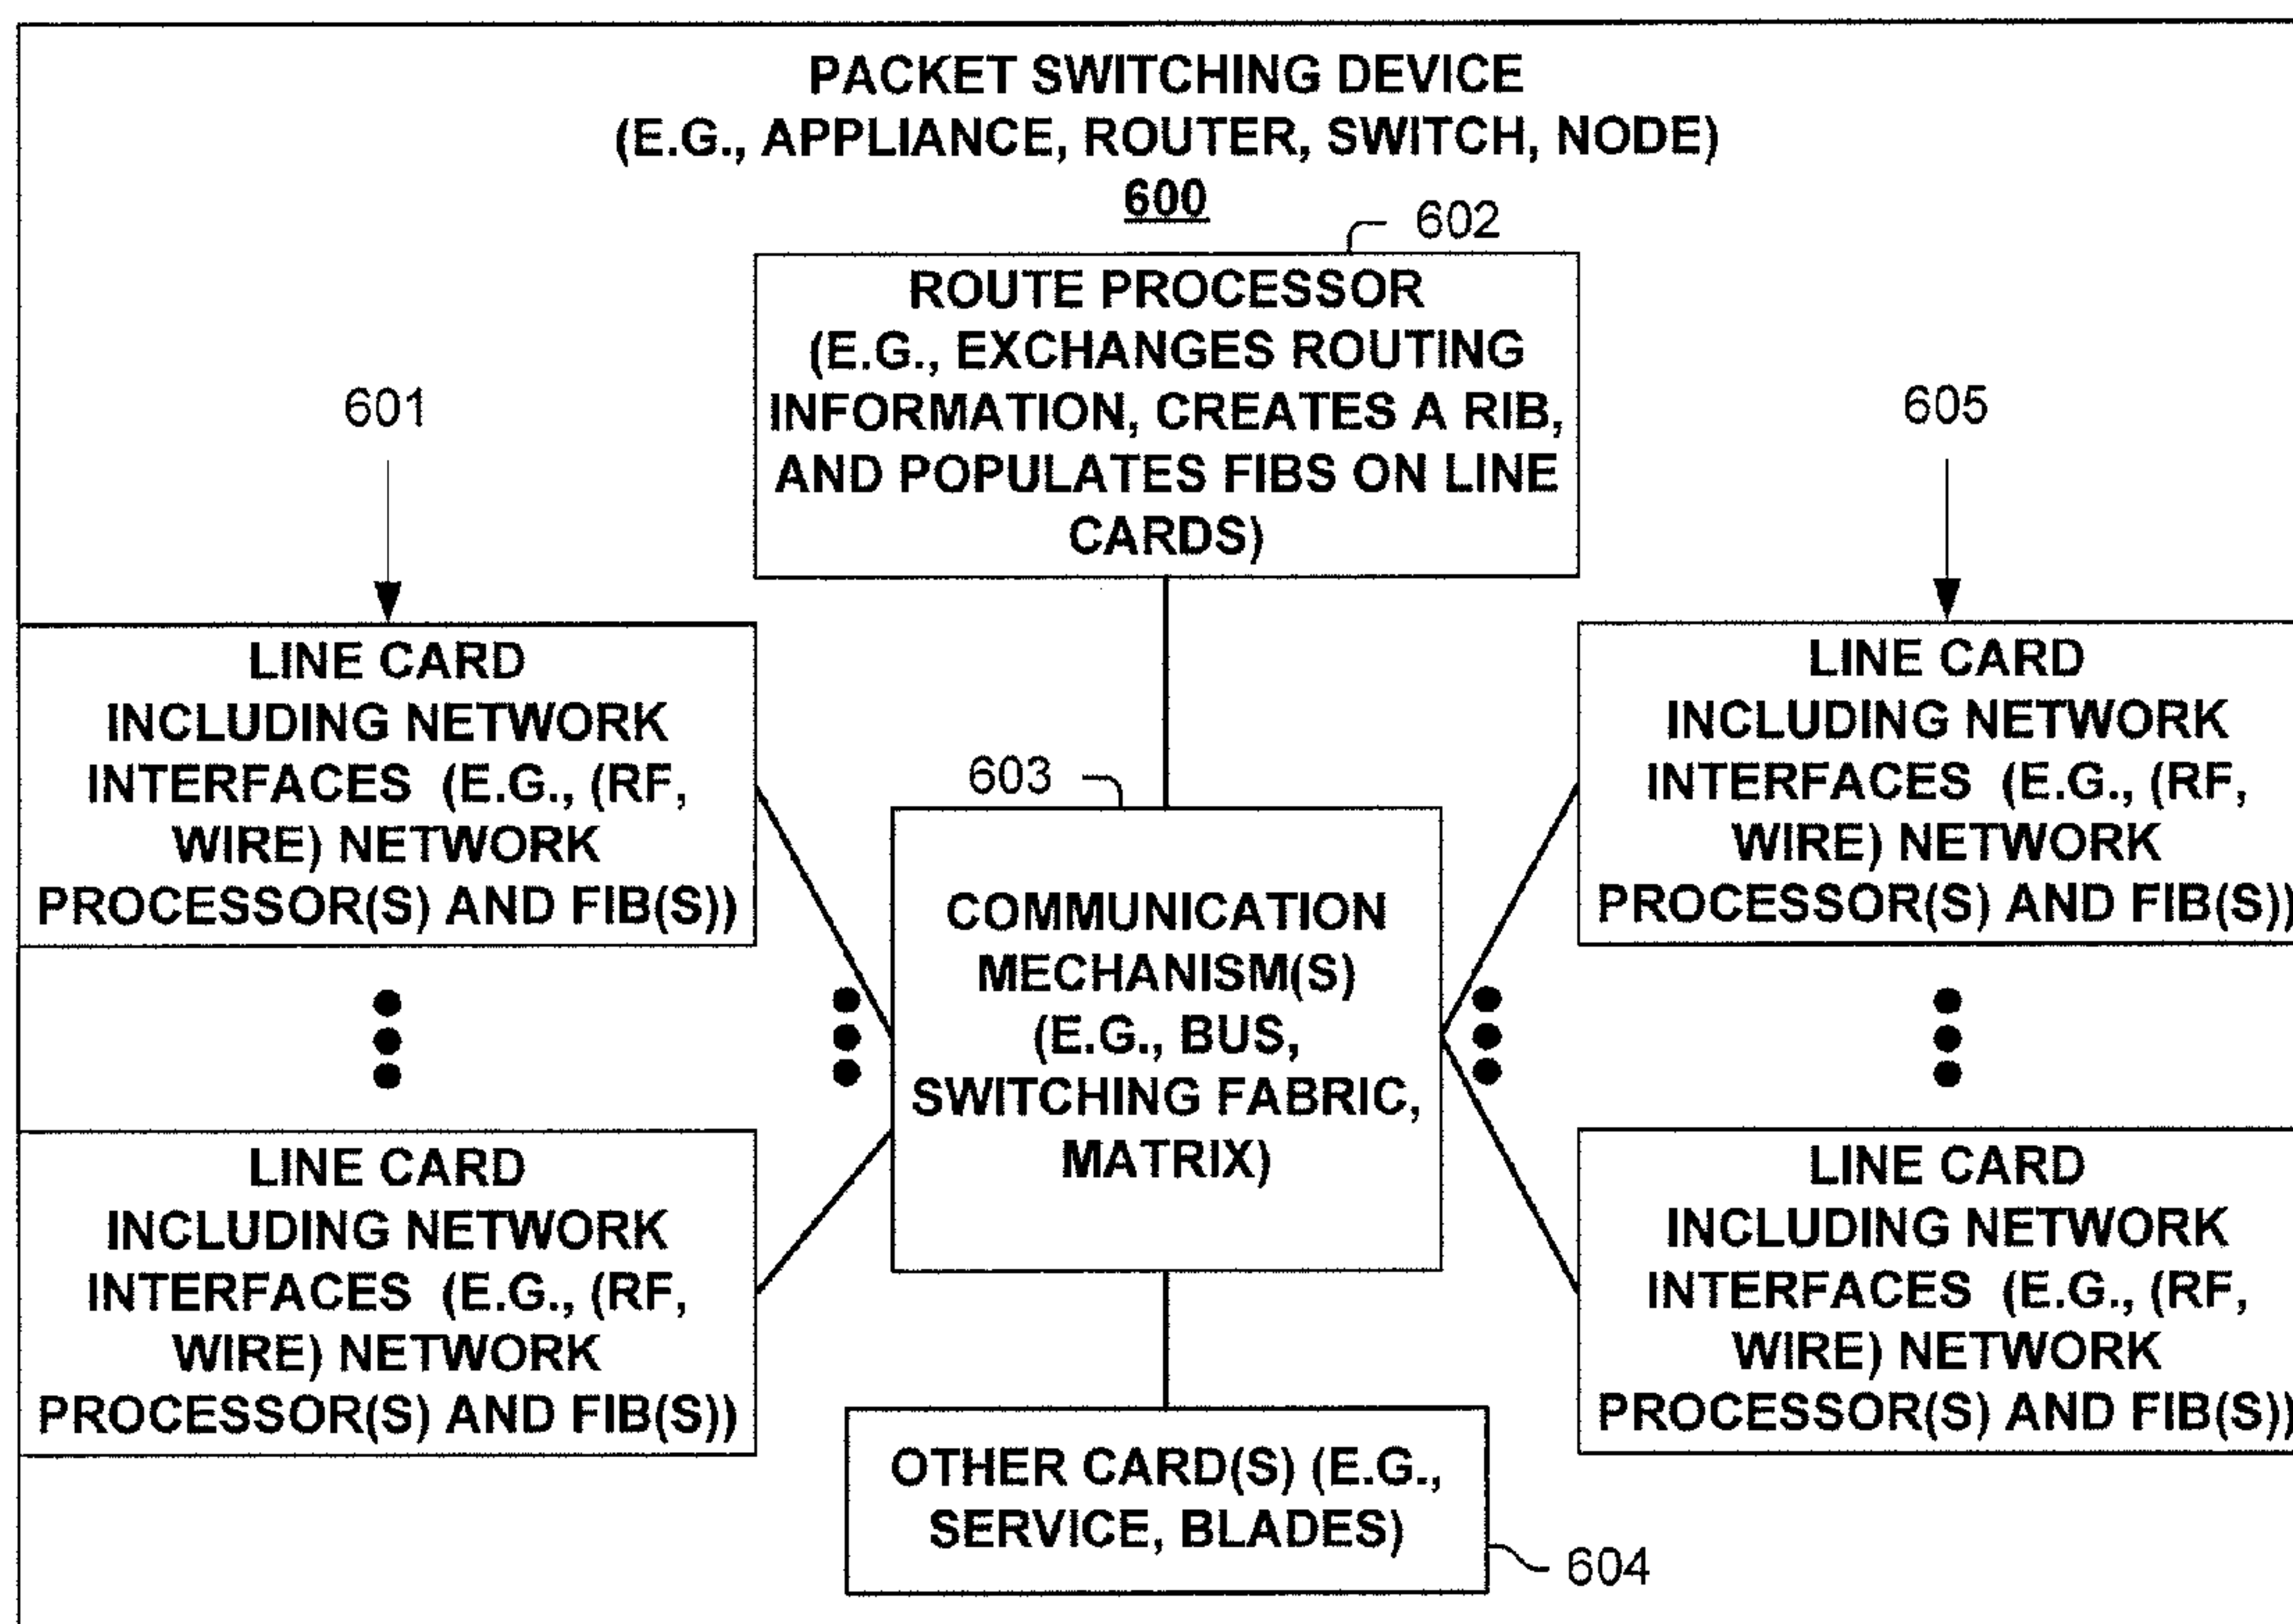 PACKET SWITCHING DEVICE
(E.G., APPLIANCE, ROUTER, SWITCH, NODE)
600
602
ROUTE PROCESSOR
(E.G., EXCHANGES ROUTING
INFORMATION, CREATES A RIB,
AND POPULATES FIBS ON LINE
CARDS)
601
605
LINE CARD
INCLUDING NETWORK
INTERFACES (E.G., (RF,
WIRE) NETWORK
PROCESSOR(S) AND FIB(S))
LINE CARD
INCLUDING NETWORK
INTERFACES (E.G., (RF,
WIRE) NETWORK
PROCESSOR(S) AND FIB(S))
603
COMMUNICATION
MECHANISM(S)
(E.G., BUS,
SWITCHING FABRIC,
MATRIX)
LINE CARD
INCLUDING NETWORK
INTERFACES (E.G., (RF,
WIRE) NETWORK
PROCESSOR(S) AND FIB(S))
LINE CARD
INCLUDING NETWORK
INTERFACES (E.G., (RF,
WIRE) NETWORK
PROCESSOR(S) AND FIB(S))
OTHER CARD(S) (E.G.,
SERVICE, BLADES)
604